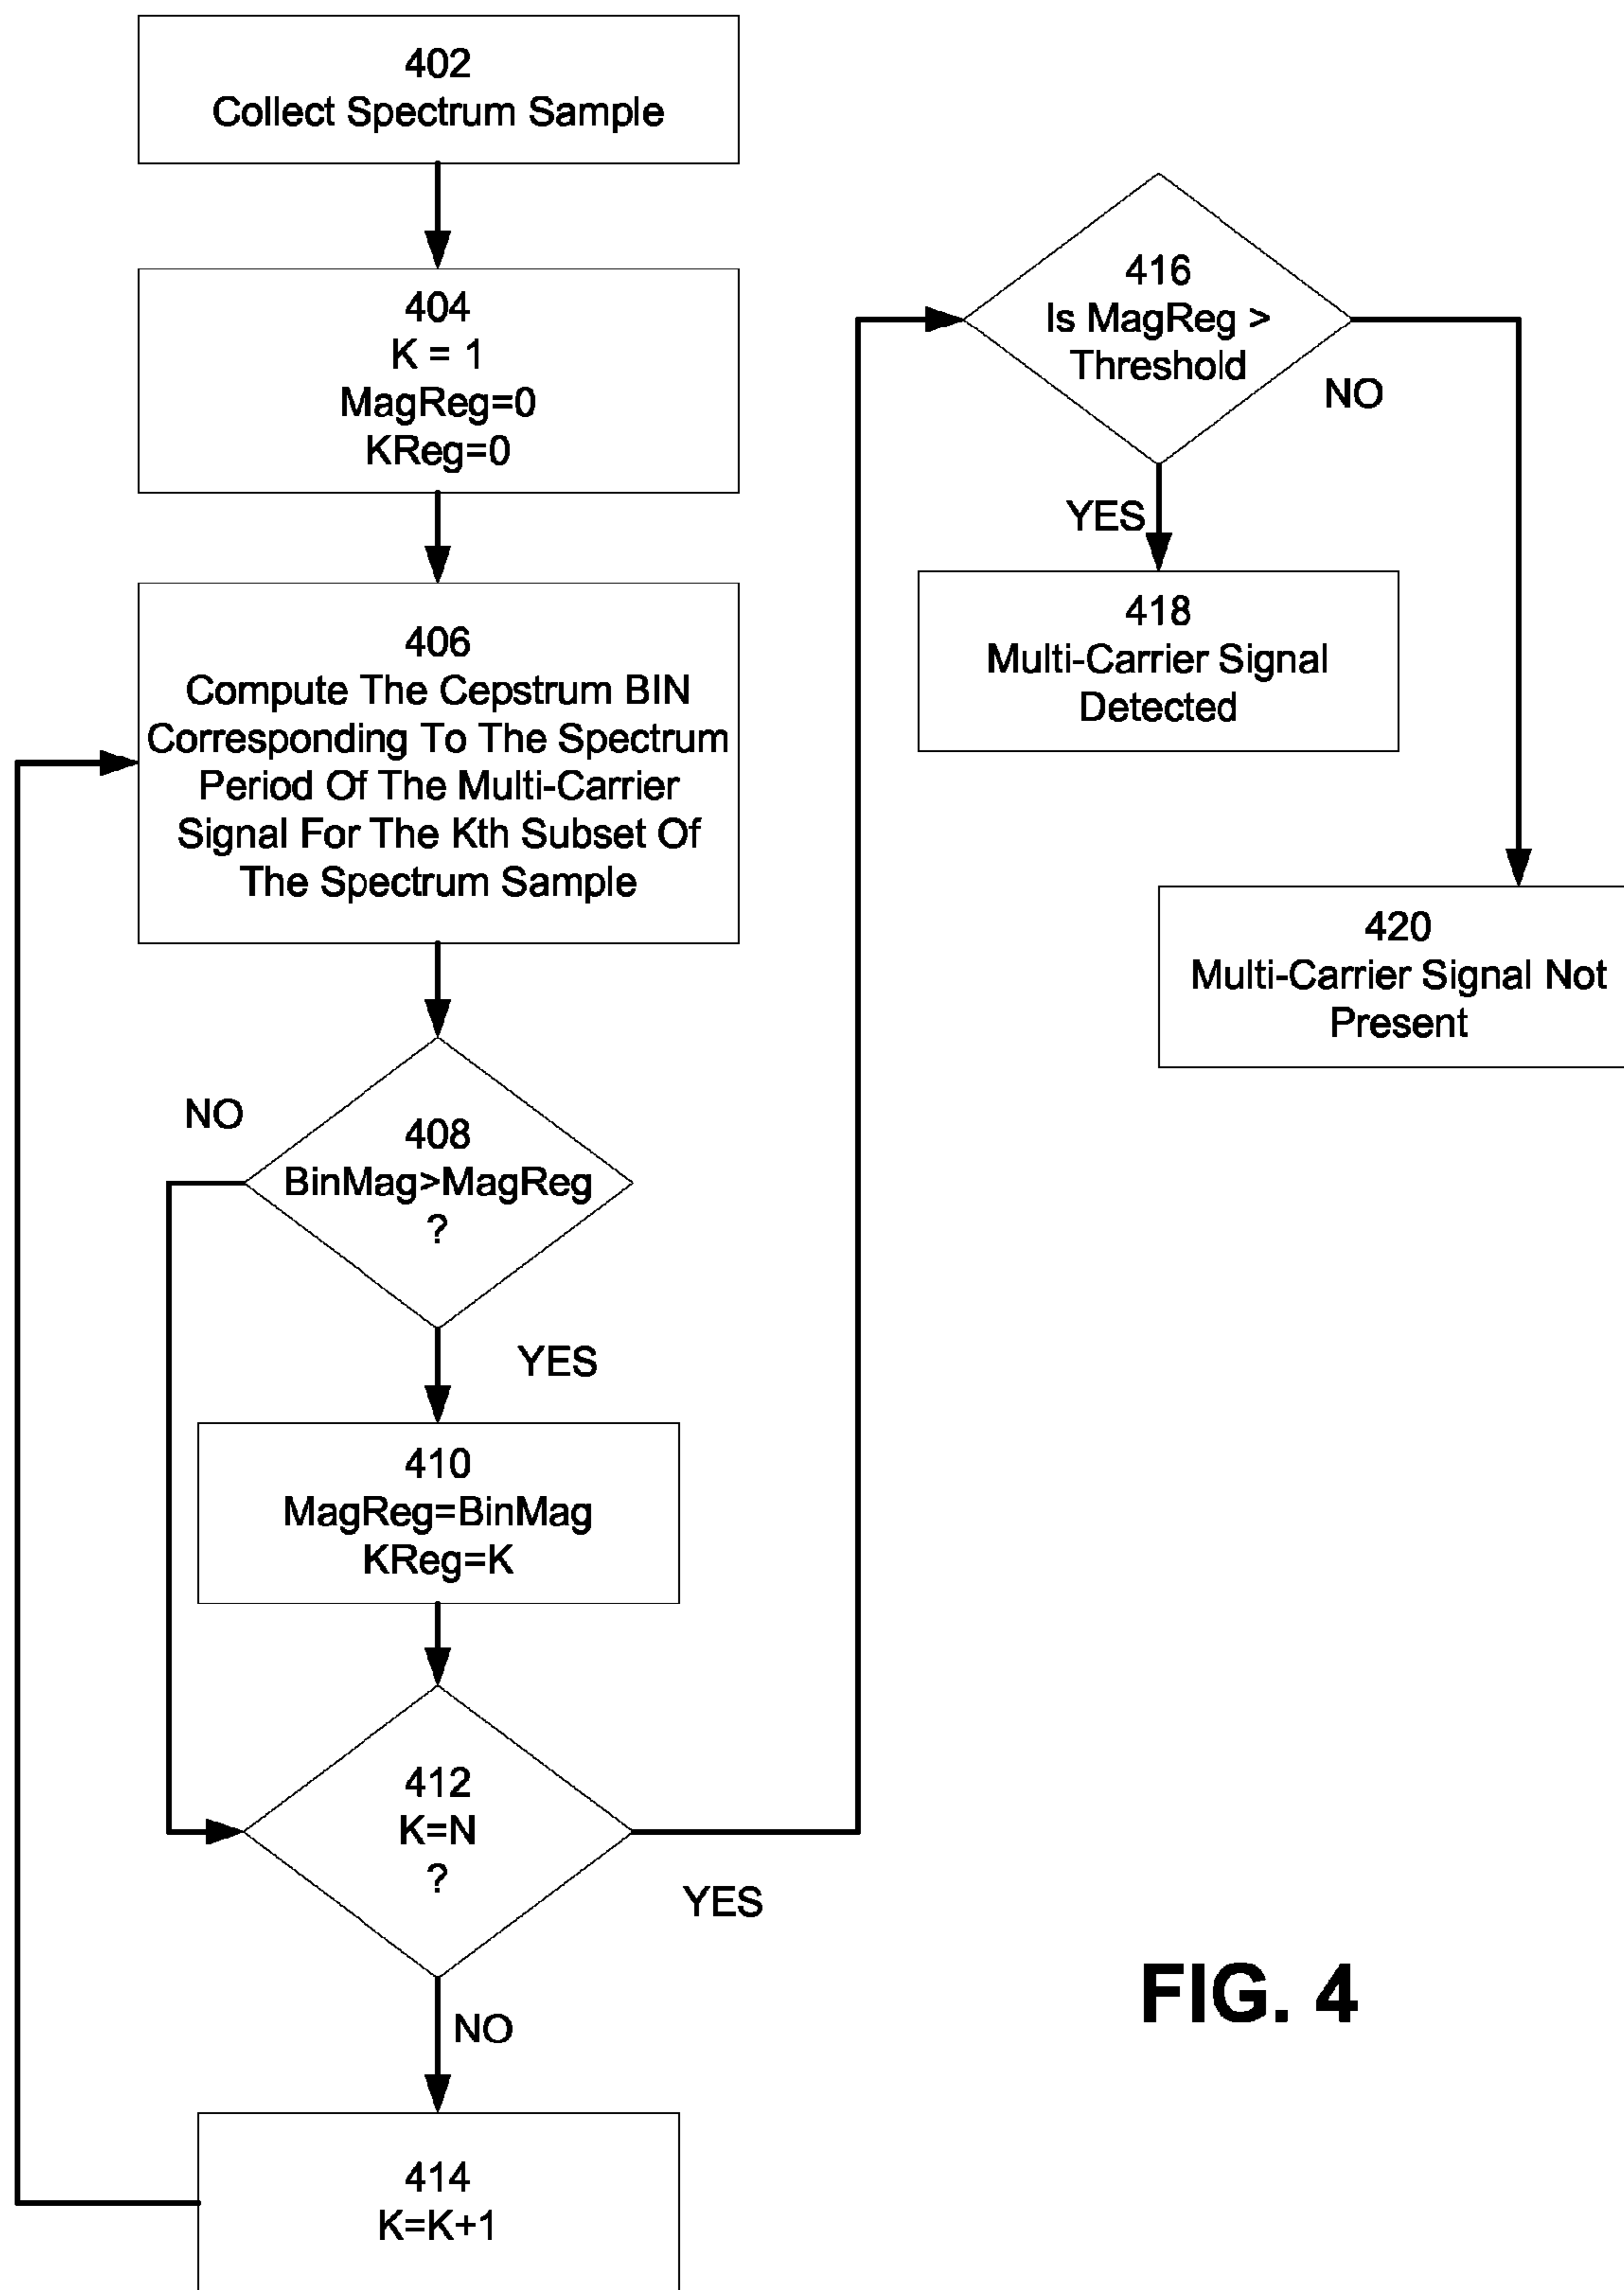 402
Collect Spectrum Sample
404
K = 1
MagReg=0
KReg=0
406
Compute The Cepstrum BIN
Corresponding To The Spectrum
Period Of The Multi-Carrier
Signal For The Kth Subset Of
The Spectrum Sample
NO
408
BinMag>MagReg
?
YES
410
MagReg=BinMag
KReg=K
412
K=N
?
YES
NO
414
K=K+1
416
Is MagReg >
Threshold
NO
YES
418
Multi-Carrier Signal
Detected
420
Multi-Carrier Signal Not
Present
FIG. 4